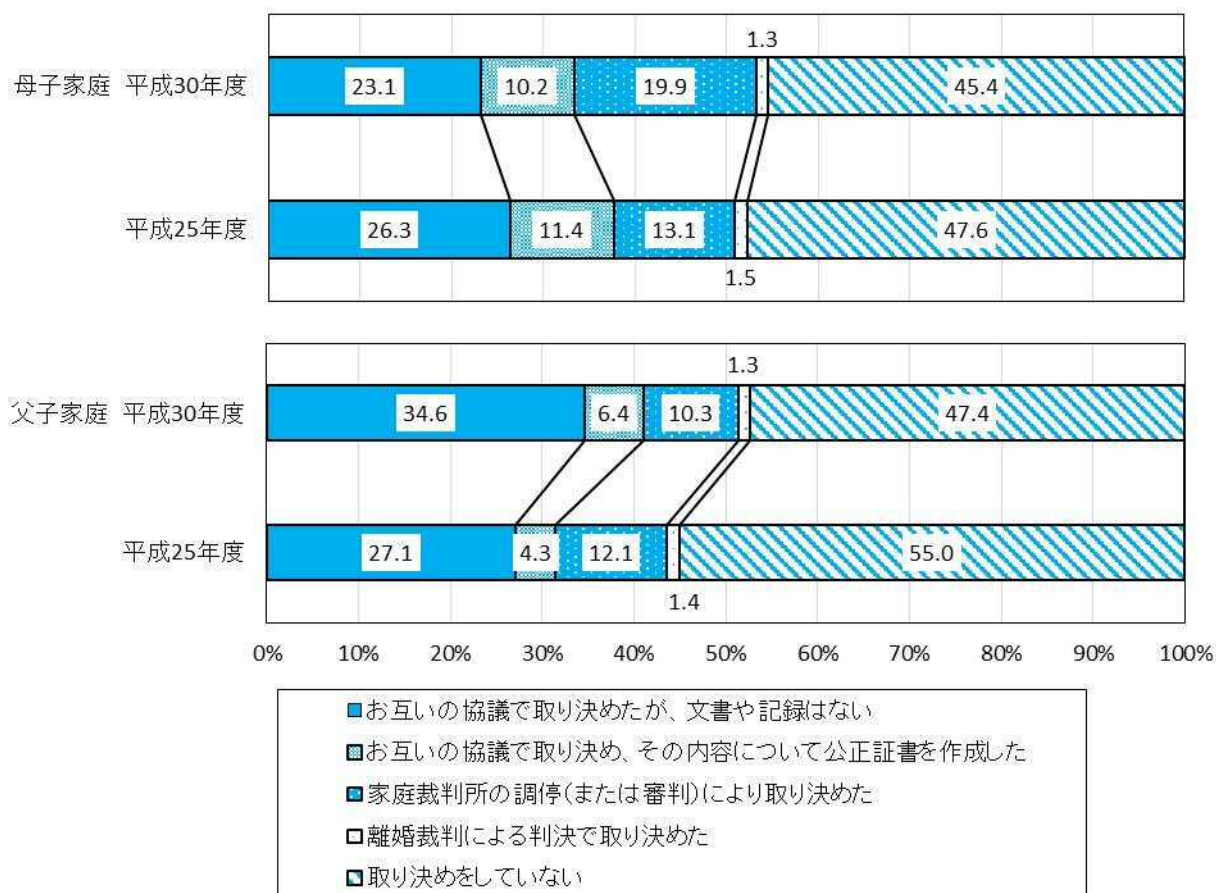 1.3
母子家庭 平成30年度 23.1 10.2 19.9 45.4
平成25年度 26.3 11.4 13.1 47.6
1.5
1.3
父子家庭 平成30年度 34.6 6.4 10.3 47.4
平成25年度 27.1 4.3 12.1 55.0
1.4
0% 10% 20% 30% 40% 50% 60% 70% 80% 90% 100%
お互いの協議で取り決めたが、文書や記録はない
お互いの協議で取り決め、その内容について公正証書を作成した
家庭裁判所の調停(または審判)により取り決めた
離婚裁判による判決で取り決めた
取り決めをしていない